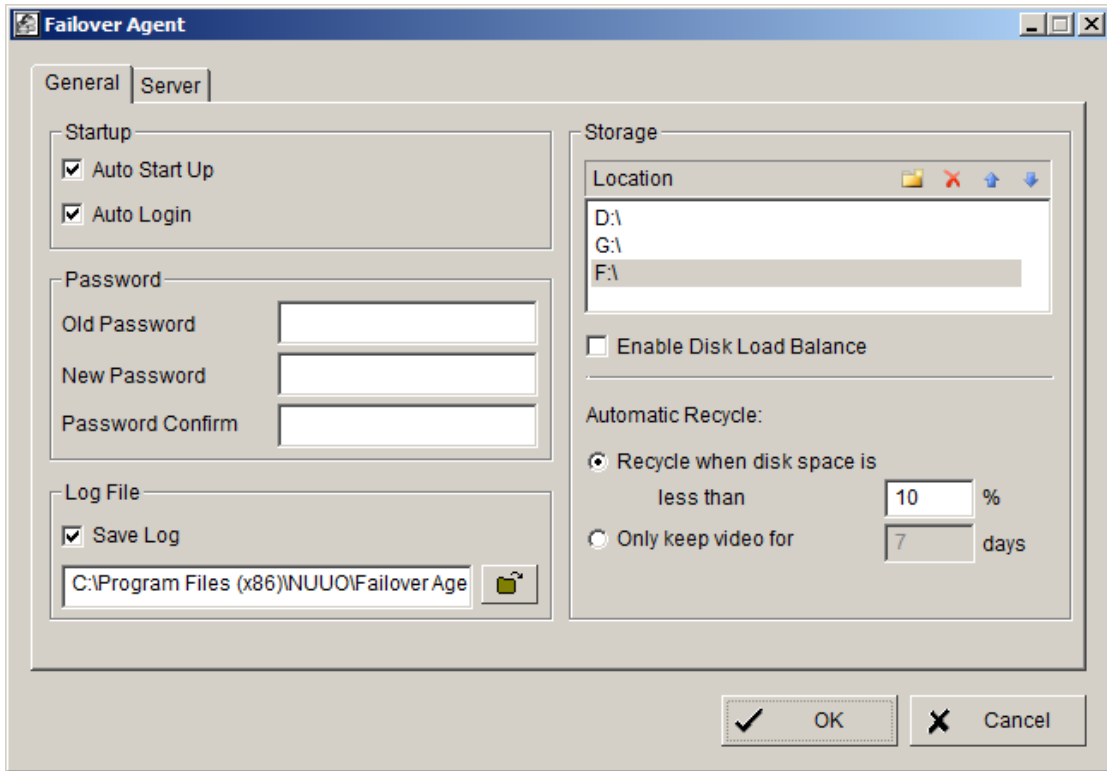 Failover Agent
General
Server
Startup
Auto Start Up
Auto Login
Password
Old Password
New Password
Password Confirm
Log File
Save Log
C:\Program Files (x86)\NUUO\Failover Age
Storage
Location
D:\
G:\
F:\
Enable Disk Load Balance
Automatic Recycle:
Recycle when disk space is
less than 10 %
Only keep video for 7 days
OK
Cancel